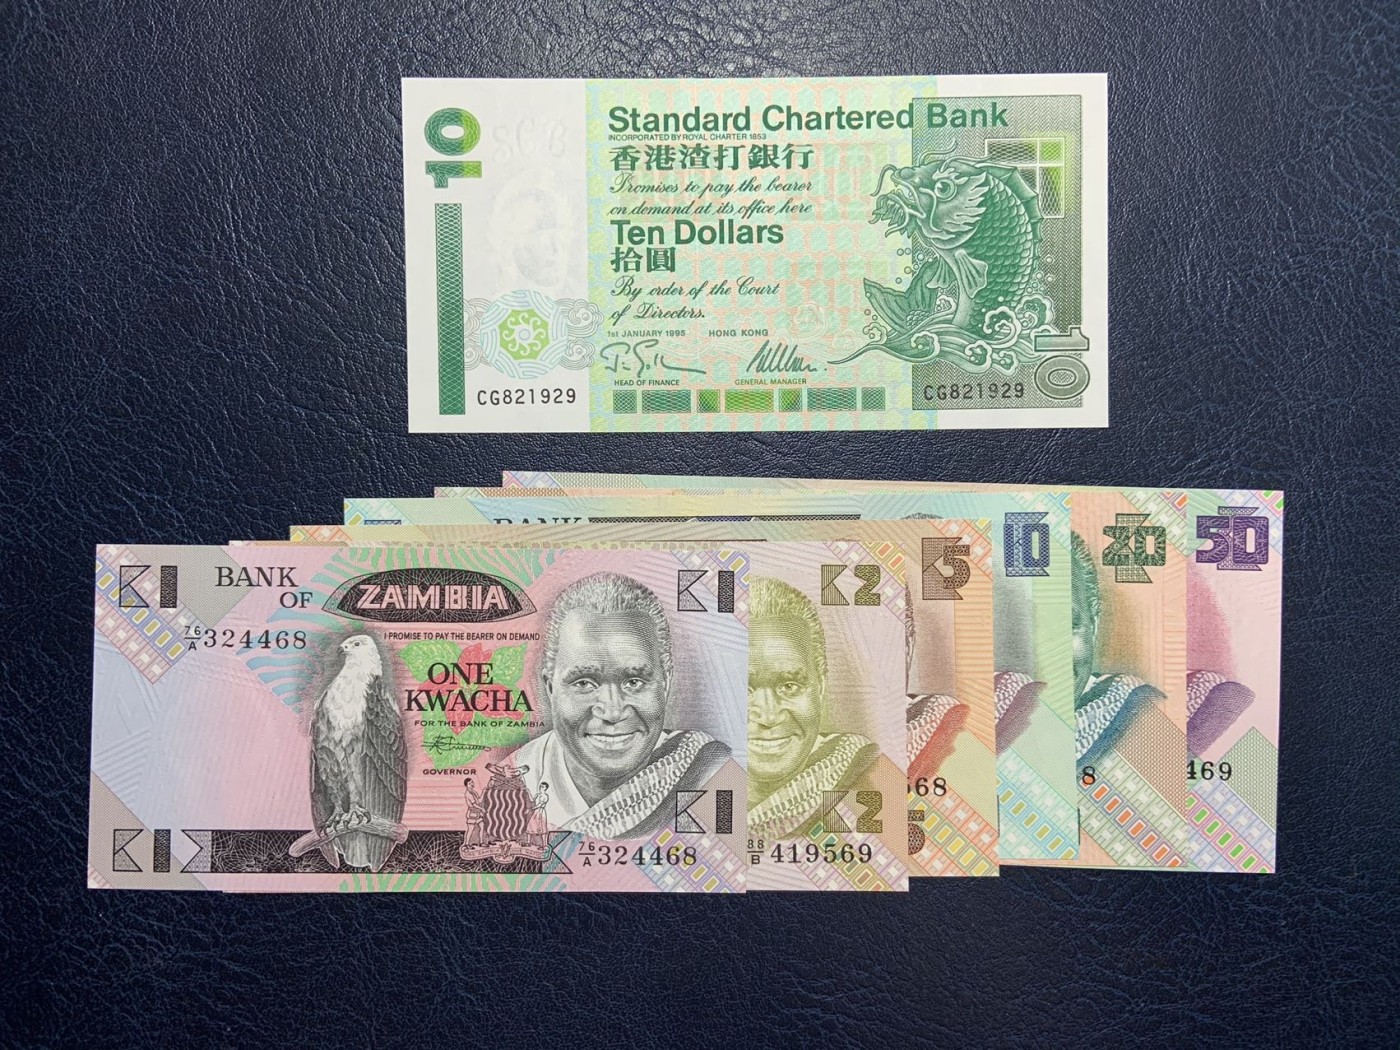 10
Standard Chartered Bank
INCORPORATED BY ROYAL CHARTER 1853
香港渣打銀行
Promises to pay the bearer
on demand at its office here
Ten Dollars
拾圓
By order of the Court
of Directors.
1st JANUARY 1995 HONG KONG
HEAD OF FINANCE GENERAL MANAGER
CG821929
CG821929
10
SCB
BANK
K1
BANK
OF
ZAMBIA
K1
K2
5
10
20
50
76/A 324468
I PROMISE TO PAY THE BEARER ON DEMAND
ONE
KWACHA
FOR THE BANK OF ZAMBIA
GOVERNOR
K1
K1
K2
5
76/A 324468
88/B 419569
568
8
469